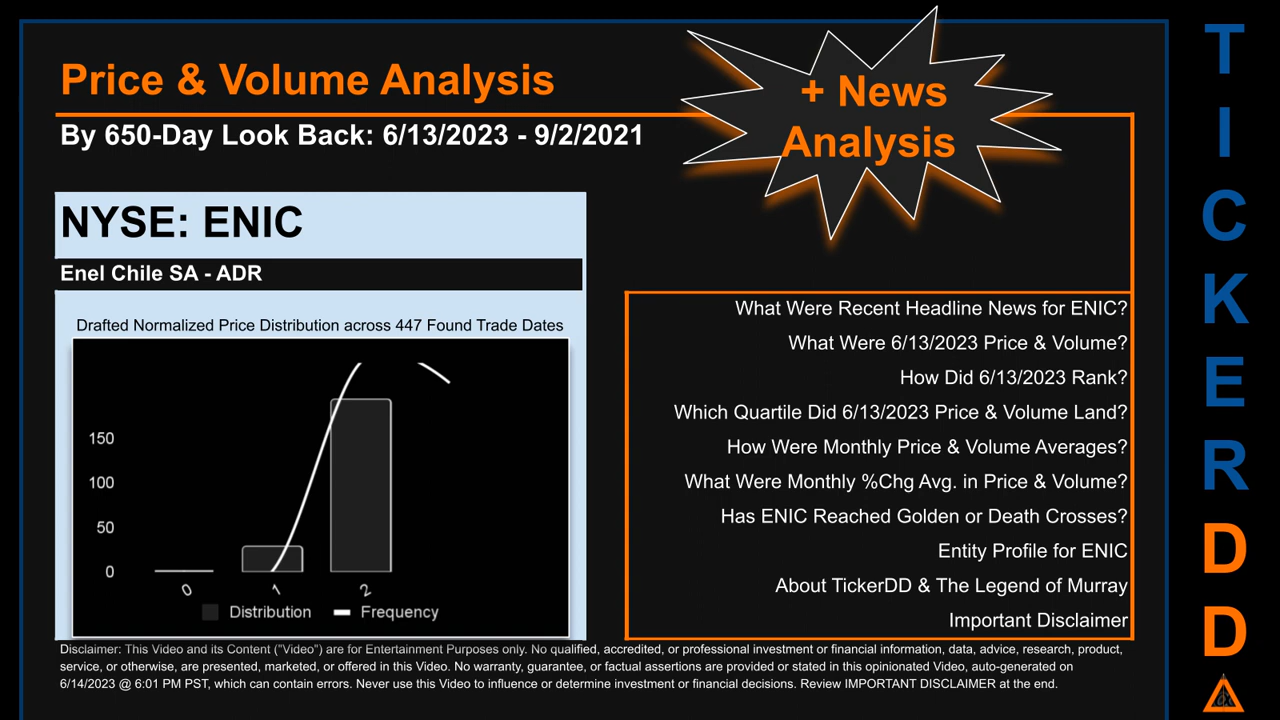 Price & Volume Analysis
+ News
Analysis
By 650-Day Look Back: 6/13/2023 - 9/2/2021
NYSE: ENIC
Enel Chile SA - ADR
Drafted Normalized Price Distribution across 447 Found Trade Dates
150
100
50
0
0
1
2
Distribution
Frequency
What Were Recent Headline News for ENIC?
What Were 6/13/2023 Price & Volume?
How Did 6/13/2023 Rank?
Which Quartile Did 6/13/2023 Price & Volume Land?
How Were Monthly Price & Volume Averages?
What Were Monthly %Chg Avg. in Price & Volume?
Has ENIC Reached Golden or Death Crosses?
Entity Profile for ENIC
About TickerDD & The Legend of Murray
Important Disclaimer
Disclaimer: This Video and its Content ("Video") are for Entertainment Purposes only. No qualified, accredited, or professional investment or financial information, data, advice, research, product,
service, or otherwise, are presented, marketed, or offered in this Video. No warranty, guarantee, or factual assertions are provided or stated in this opinionated Video, auto-generated on
6/14/2023 @ 6:01 PM PST, which can contain errors. Never use this Video to influence or determine investment or financial decisions. Review IMPORTANT DISCLAIMER at the end.
TICKERDD